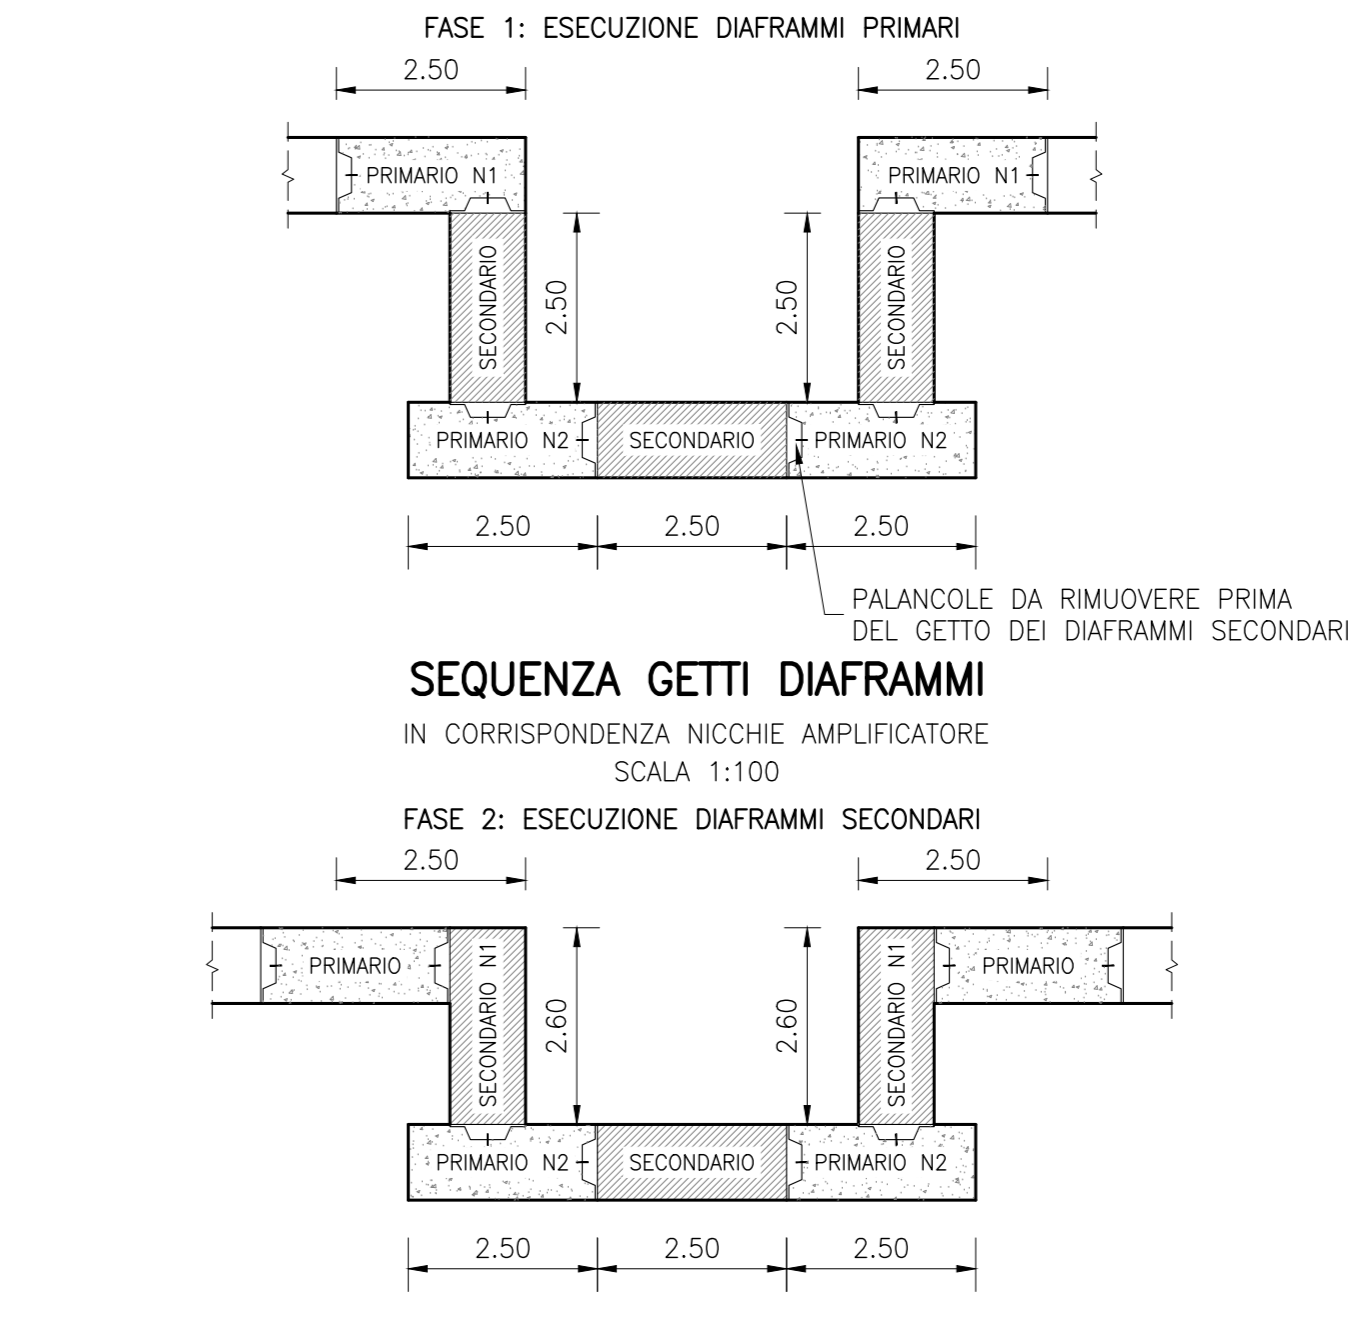 FASE 1: ESECUZIONE DIAFRAMMI PRIMARI
2.50
2.50
PRIMARIO N1
PRIMARIO N1
SECONDARIO
2.50
2.50
SECONDARIO
PRIMARIO N2
SECONDARIO
PRIMARIO N2
2.50
2.50
2.50
PALANCOLE DA RIMUOVERE PRIMA
DEL GETTO DEI DIAFRAMMI SECONDARI
SEQUENZA GETTI DIAFRAMMI
IN CORRISPONDENZA NICCHIE AMPLIFICATORE
SCALA 1:100
FASE 2: ESECUZIONE DIAFRAMMI SECONDARI
2.50
2.50
PRIMARIO
SECONDARIO N1
2.60
2.60
SECONDARIO N1
PRIMARIO
PRIMARIO N2
SECONDARIO
PRIMARIO N2
2.50
2.50
2.50